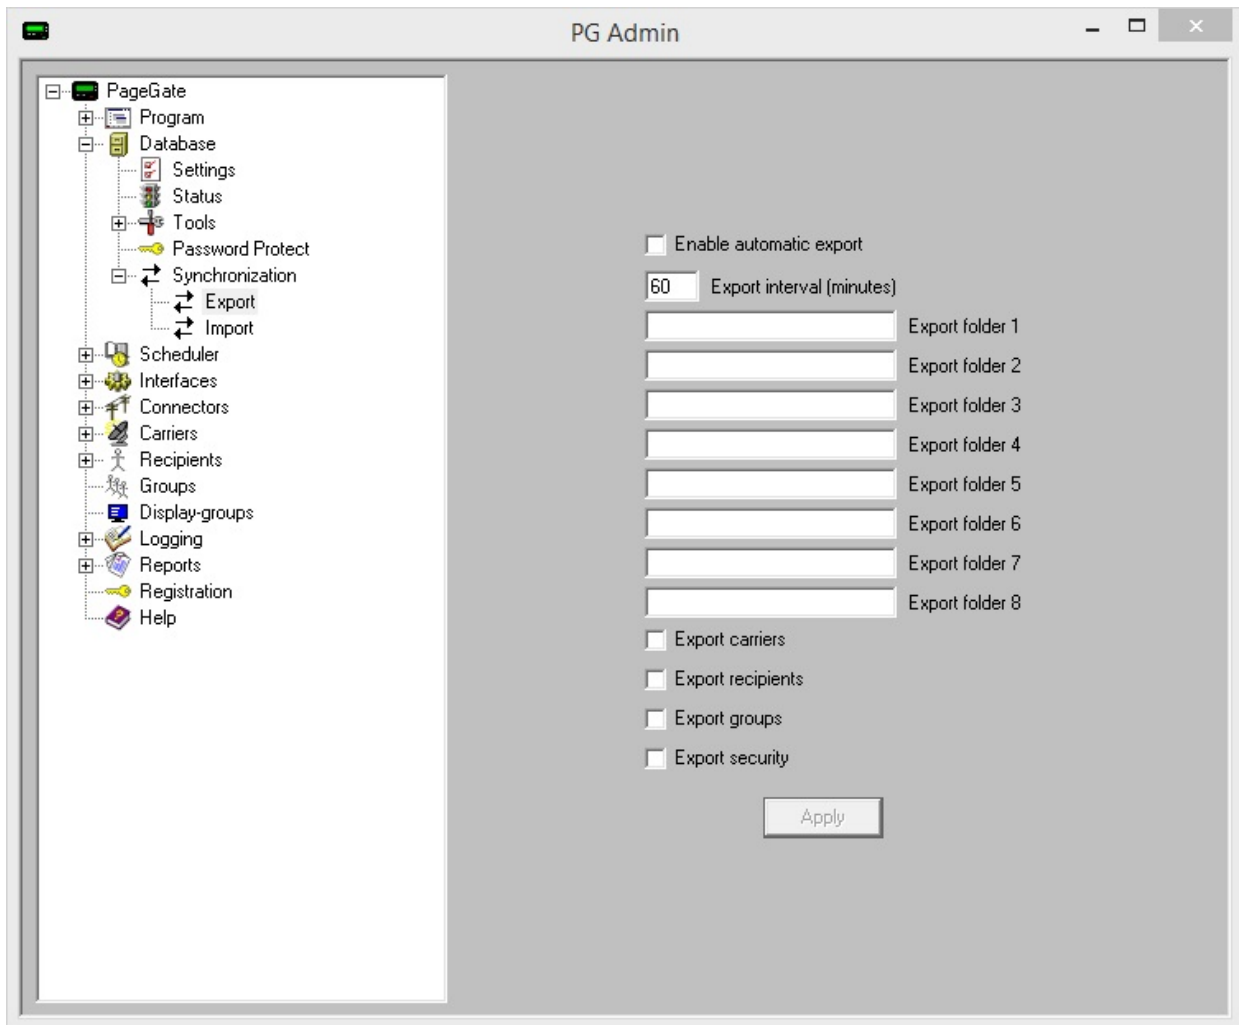 PG Admin
PageGate
Program
Database
Settings
Status
Tools
Password Protect
Synchronization
Export
Import
Scheduler
Interfaces
Connectors
Carriers
Recipients
Groups
Display-groups
Logging
Reports
Registration
Help
Enable automatic export
60 Export interval (minutes)
Export folder 1
Export folder 2
Export folder 3
Export folder 4
Export folder 5
Export folder 6
Export folder 7
Export folder 8
Export carriers
Export recipients
Export groups
Export security
Apply